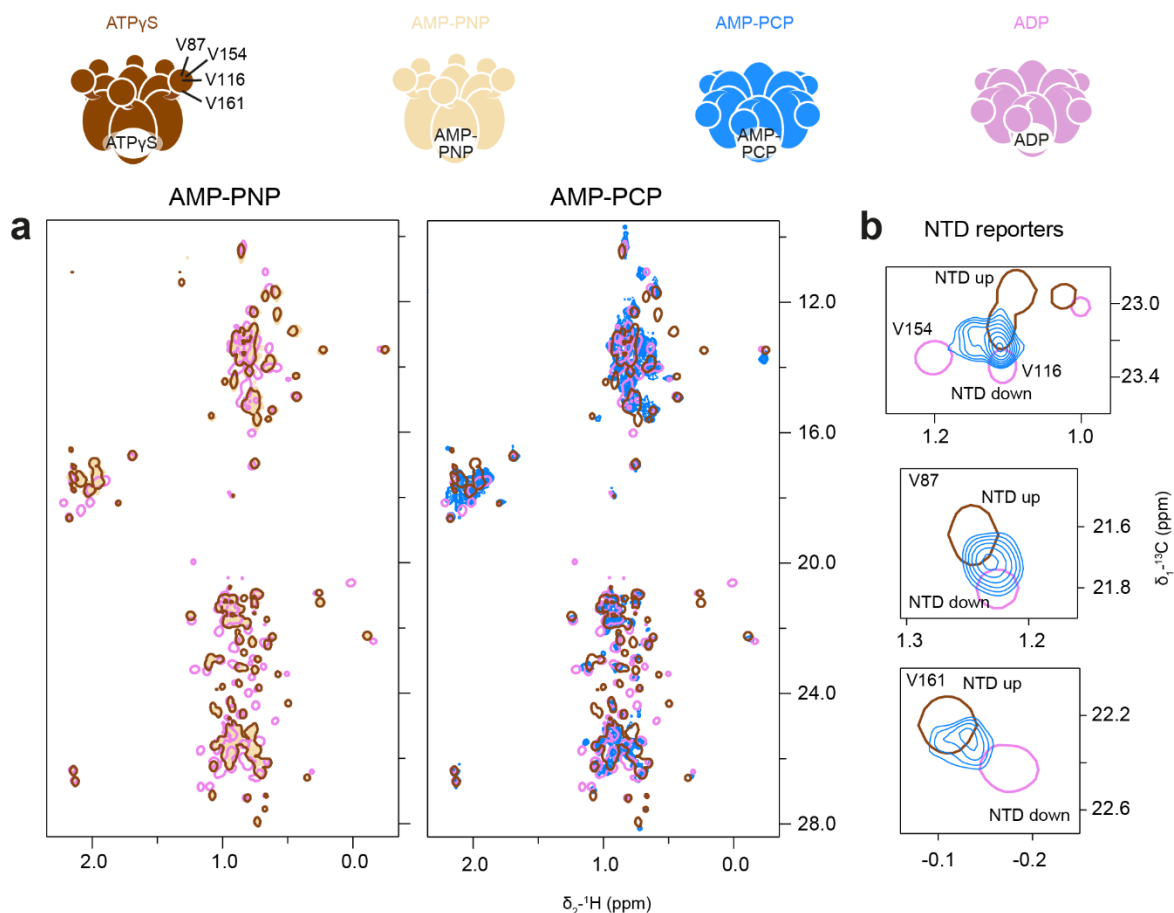 ATPγS
AMP-PNP
AMP-PCP
ADP
V87
V154
V116
V161
ATPγS
AMP-
PNP
AMP-
PCP
ADP
a
AMP-PNP
AMP-PCP
b
NTD reporters
12.0
16.0
20.0
24.0
28.0
2.0
1.0
0.0
2.0
1.0
0.0
δ₂-¹H (ppm)
NTD up
V154
V116
NTD down
23.0
23.4
1.2
1.0
V87
NTD up
NTD down
21.6
21.8
1.3
1.2
δ₁-¹³C (ppm)
V161
NTD up
NTD down
22.2
22.6
-0.1
-0.2